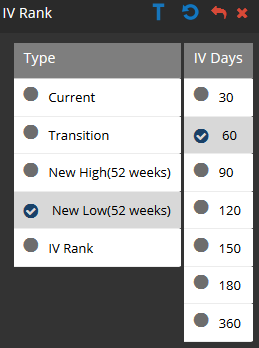 IV Rank
Type
Current
Transition
New High(52 weeks)
New Low(52 weeks)
IV Rank
IV Days
30
60
90
120
150
180
360